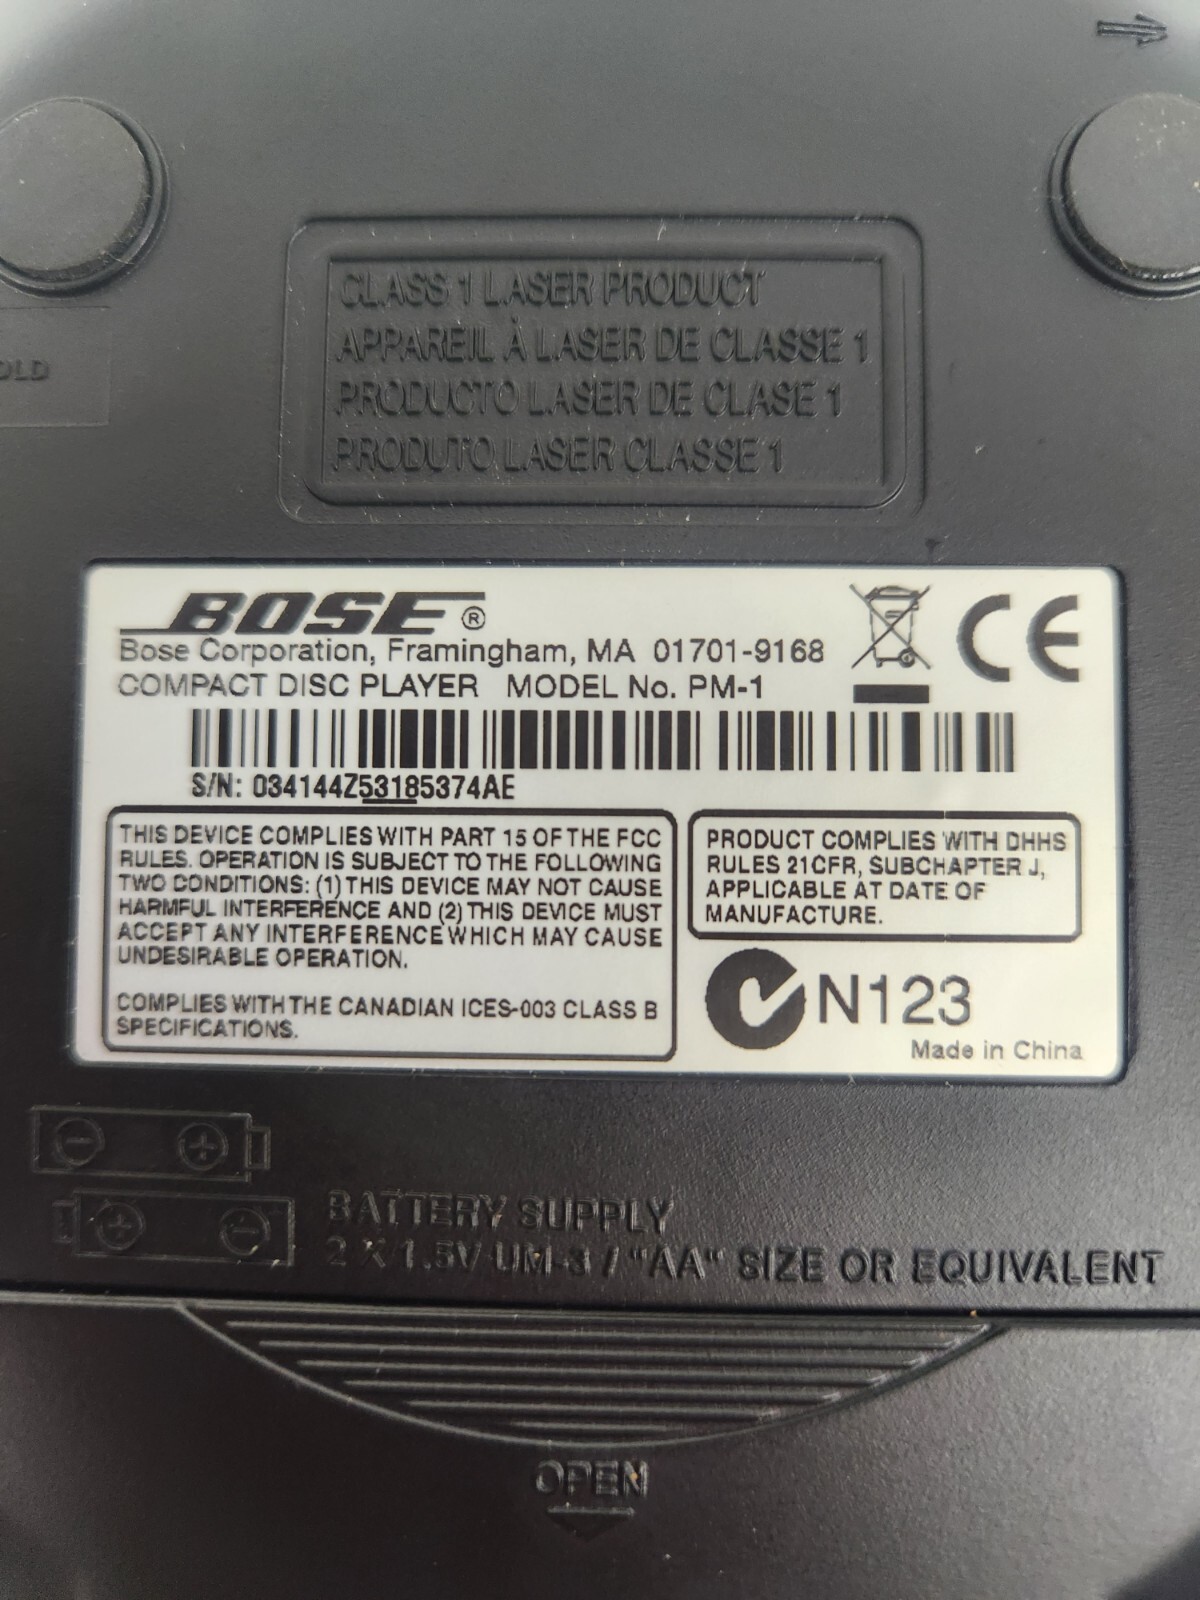 OLD
CLASS 1 LASER PRODUCT
APPAREIL À LASER DE CLASSE 1
PRODUCTO LASER DE CLASE 1
PRODUTO LASER CLASSE 1
BOSE®
Bose Corporation, Framingham, MA 01701-9168
COMPACT DISC PLAYER MODEL No. PM-1
CE
S/N: 034144Z53185374AE
THIS DEVICE COMPLIES WITH PART 15 OF THE FCC
RULES. OPERATION IS SUBJECT TO THE FOLLOWING
TWO CONDITIONS: (1) THIS DEVICE MAY NOT CAUSE
HARMFUL INTERFERENCE AND (2) THIS DEVICE MUST
ACCEPT ANY INTERFERENCE WHICH MAY CAUSE
UNDESIRABLE OPERATION.
COMPLIES WITH THE CANADIAN ICES-003 CLASS B
SPECIFICATIONS.
PRODUCT COMPLIES WITH DHHS
RULES 21CFR, SUBCHAPTER J,
APPLICABLE AT DATE OF
MANUFACTURE.
N123
Made in China
BATTERY SUPPLY
2 X 1.5V UM-3 / "AA" SIZE OR EQUIVALENT
OPEN